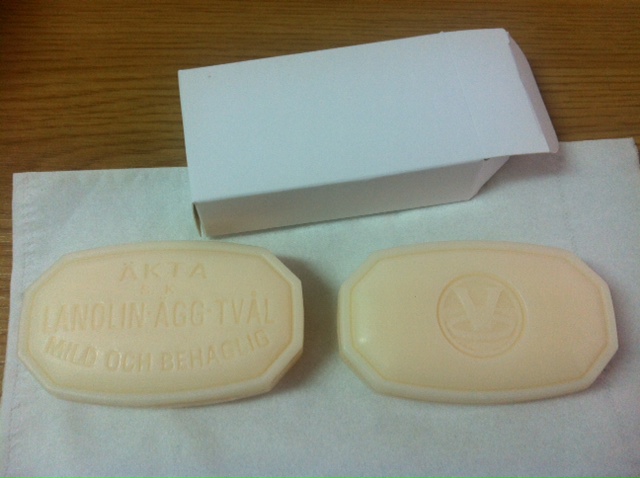 ÄKTA
LANOLIN-ÄGG-TVÅL
MILD OCH BEHAGLIG